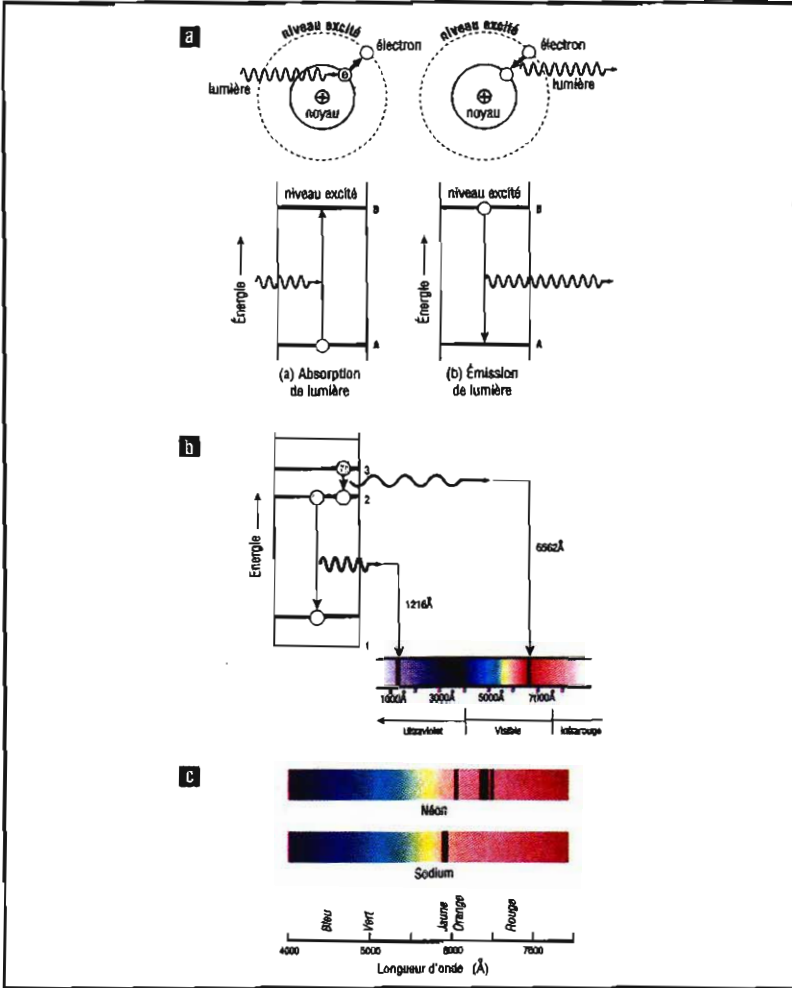 a
niveau excité
électron
lumière
noyau
niveau excité
électron
lumière
noyau
niveau excité
B
Énergie
A
(a) Absorption
de lumière
niveau excité
B
Énergie
A
(b) Émission
de lumière
b
3
2
Energie
6562Å
1216Å
1
1000Å 3000Å 5000Å 7000Å
Ultraviolet Visible Infrarouge
c
Néon
Sodium
Bleu Vert Jaune Orange Rouge
4000 5000 6000 7000
Longueur d'onde (Å)